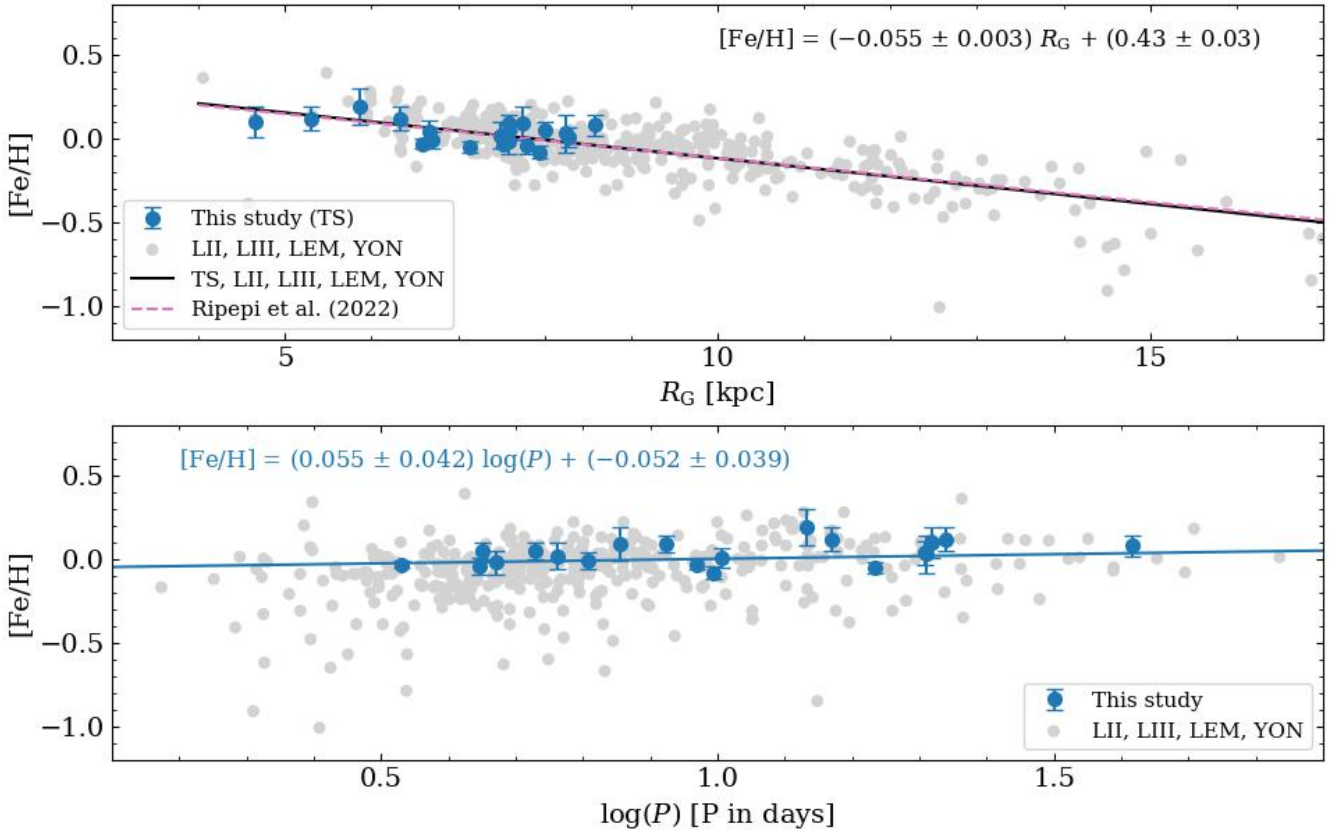 [Fe/H] = (−0.055 ± 0.003) R_G + (0.43 ± 0.03)
0.5
0.0
−0.5
−1.0
[Fe/H]
This study (TS)
LII, LIII, LEM, YON
TS, LII, LIII, LEM, YON
Ripepi et al. (2022)
5 10 15
R_G [kpc]
[Fe/H] = (0.055 ± 0.042) log(P) + (−0.052 ± 0.039)
0.5
0.0
−0.5
−1.0
[Fe/H]
This study
LII, LIII, LEM, YON
0.5 1.0 1.5
log(P) [P in days]